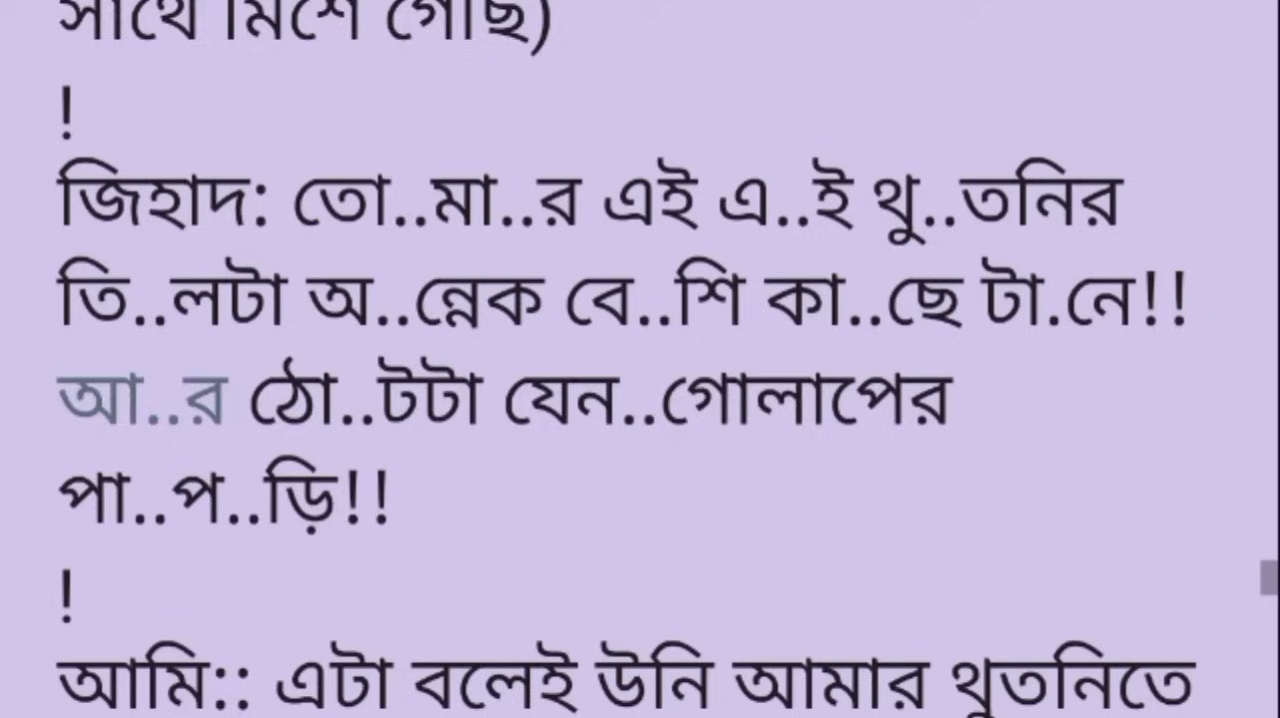 সাথে মিশে গেছি)
!
জিহাদ: তো..মা..র এই এ..ই থু..তনির
তি..লটা অ..ন্নেক বে..শি কা..ছে টা.নে!!
আ..র ঠো..টটা যেন..গোলাপের
পা..প..ড়ি!!
!
আমি:: এটা বলেই উনি আমার থুতনিতে